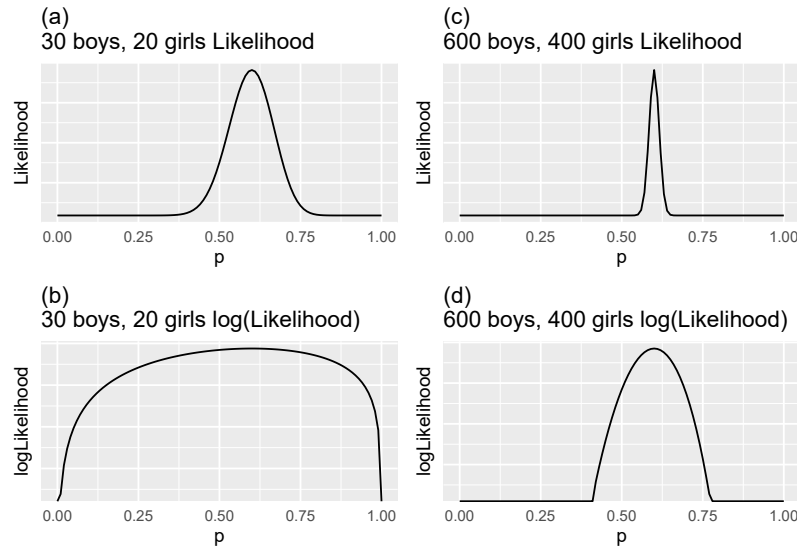 (a)
30 boys, 20 girls Likelihood
Likelihood
0.00 0.25 0.50 0.75 1.00
p
(c)
600 boys, 400 girls Likelihood
Likelihood
0.00 0.25 0.50 0.75 1.00
p
(b)
30 boys, 20 girls log(Likelihood)
logLikelihood
0.00 0.25 0.50 0.75 1.00
p
(d)
600 boys, 400 girls log(Likelihood)
logLikelihood
0.00 0.25 0.50 0.75 1.00
p